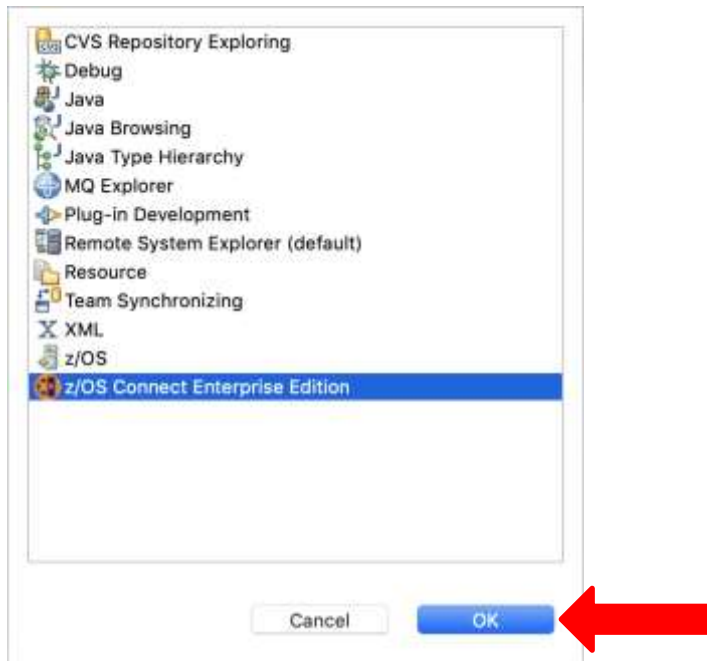 CVS Repository Exploring
Debug
Java
Java Browsing
Java Type Hierarchy
MQ Explorer
Plug-in Development
Remote System Explorer (default)
Resource
Team Synchronizing
XML
z/OS
z/OS Connect Enterprise Edition
Cancel OK